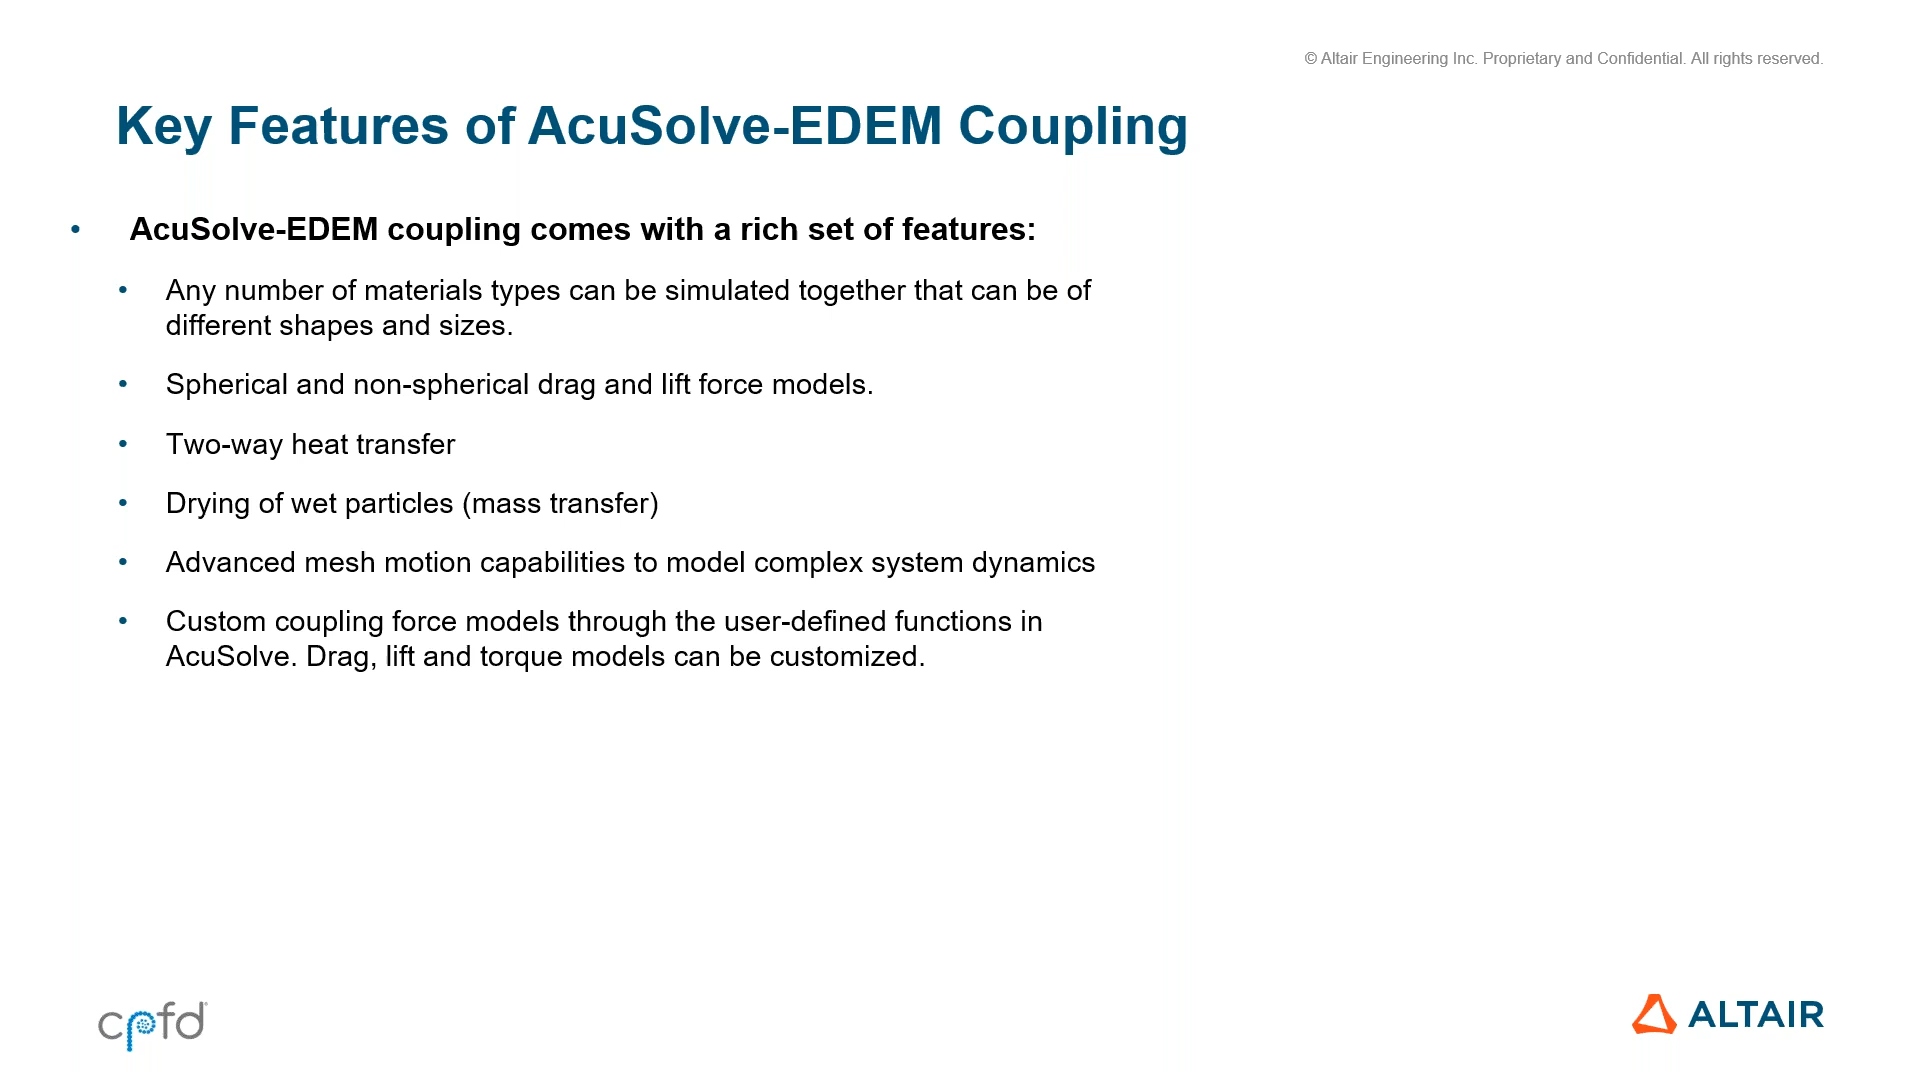 © Altair Engineering Inc. Proprietary and Confidential. All rights reserved.
Key Features of AcuSolve-EDEM Coupling
• AcuSolve-EDEM coupling comes with a rich set of features:
• Any number of materials types can be simulated together that can be of
different shapes and sizes.
• Spherical and non-spherical drag and lift force models.
• Two-way heat transfer
• Drying of wet particles (mass transfer)
• Advanced mesh motion capabilities to model complex system dynamics
• Custom coupling force models through the user-defined functions in
AcuSolve. Drag, lift and torque models can be customized.
cpfd
ALTAIR